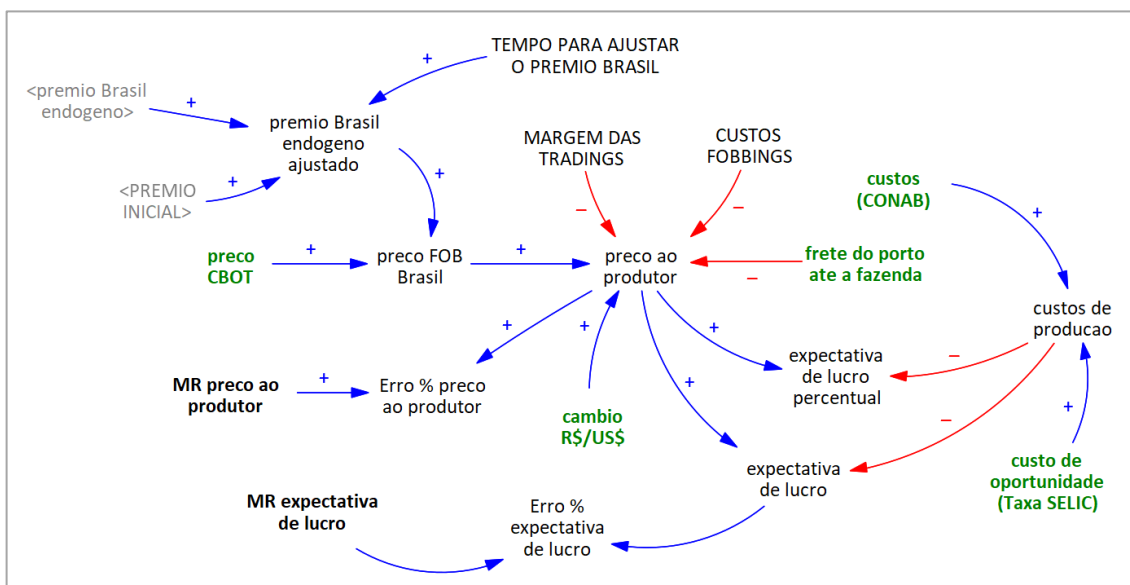 TEMPO PARA AJUSTAR
O PREMIO BRASIL
+
<premio Brasil
endogeno>
+
premio Brasil
endogeno
ajustado
MARGEM DAS
TRADINGS
CUSTOS
FOBBINGS
<PREMIO
INICIAL>
+
+
custos
(CONAB)
+
–
–
preco
CBOT
+
preco FOB
Brasil
+
preco ao
produtor
–
frete do porto
ate a fazenda
custos de
producao
+
+
+
–
MR preco ao
produtor
+
Erro % preco
ao produtor
expectativa
de lucro
percentual
+
–
+
cambio
R$/US$
expectativa
de lucro
custo de
oportunidade
(Taxa SELIC)
MR expectativa
de lucro
Erro %
expectativa
de lucro